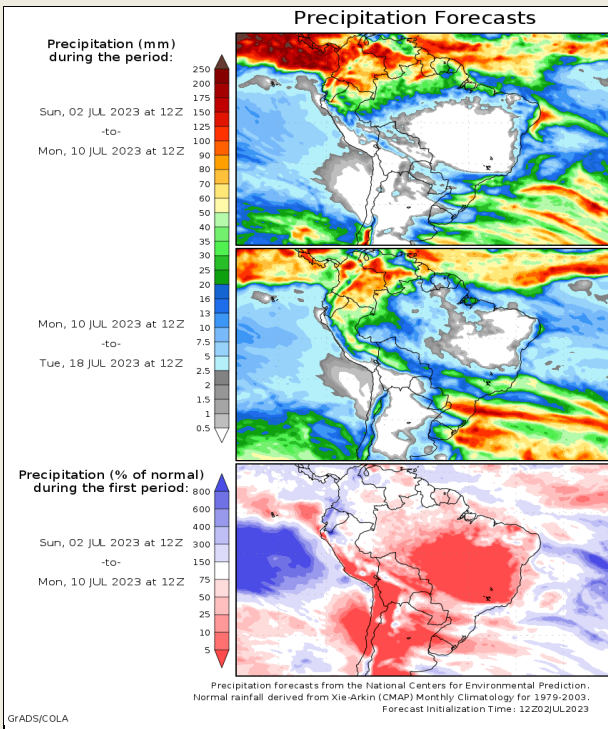 Precipitation Forecasts
Precipitation (mm)
during the period:
250
200
175
Sun, 02 JUL 2023 at 12Z
150
125
-to-
100
Mon, 10 JUL 2023 at 12Z
90
80
70
60
50
40
35
30
25
20
16
Mon, 10 JUL 2023 at 12Z
13
10
-to-
7.5
5
Tue, 18 JUL 2023 at 12Z
2.5
2
1.5
1
0.5
Precipitation (% of normal)
during the first period:
800
600
400
Sun, 02 JUL 2023 at 12Z
300
-to-
150
75
Mon, 10 JUL 2023 at 12Z
50
25
10
5
Precipitation forecasts from the National Centers for Environmental Prediction.
Normal rainfall derived from Xie-Arkin (CMAP) Monthly Climatology for 1979-2003.
Forecast Initialization Time: 12Z02JUL2023
GrADS/COLA